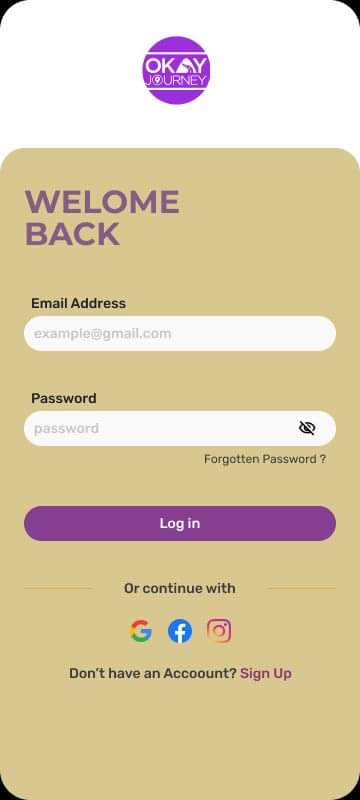 OKAY
JOURNEY
WELOME
BACK
Email Address
example@gmail.com
Password
password
Forgotten Password ?
Log in
Or continue with
Don't have an Accoount? Sign Up